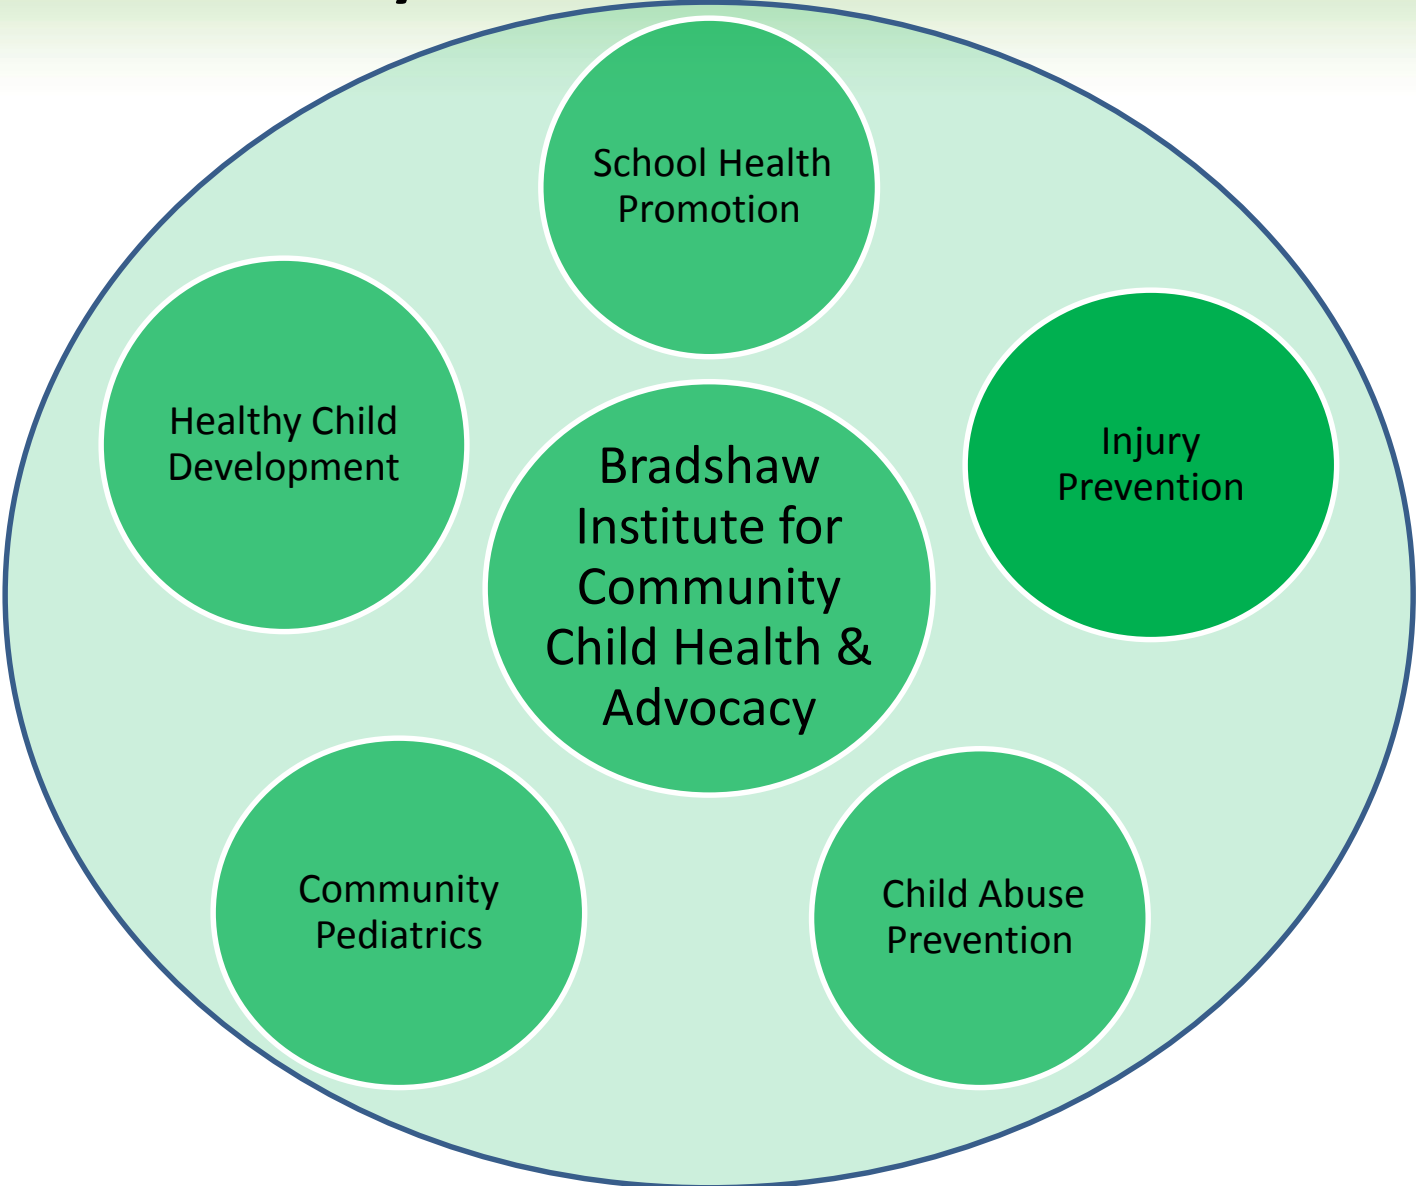 School Health
Promotion
Healthy Child
Development
Injury
Prevention
Bradshaw
Institute for
Community
Child Health &
Advocacy
Community
Pediatrics
Child Abuse
Prevention